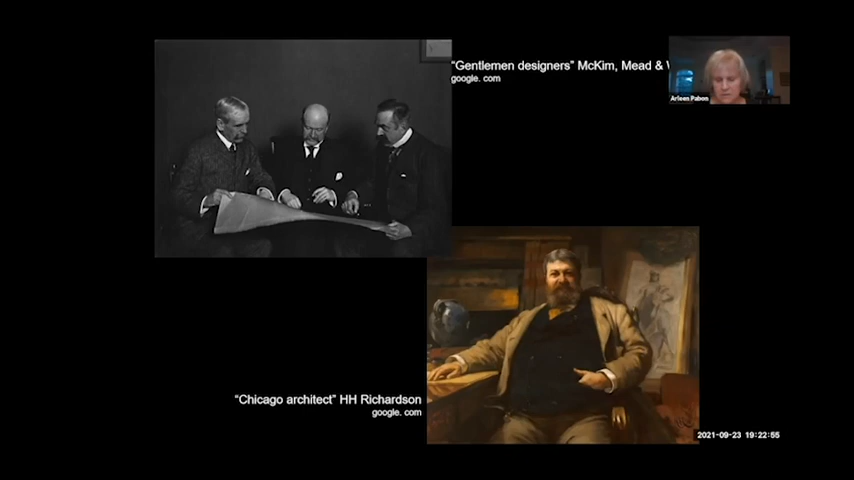 “Gentlemen designers” McKim, Mead &
google. com
Arleen Pabon
“Chicago architect” HH Richardson
google. com
2021-09-23 19:22:55